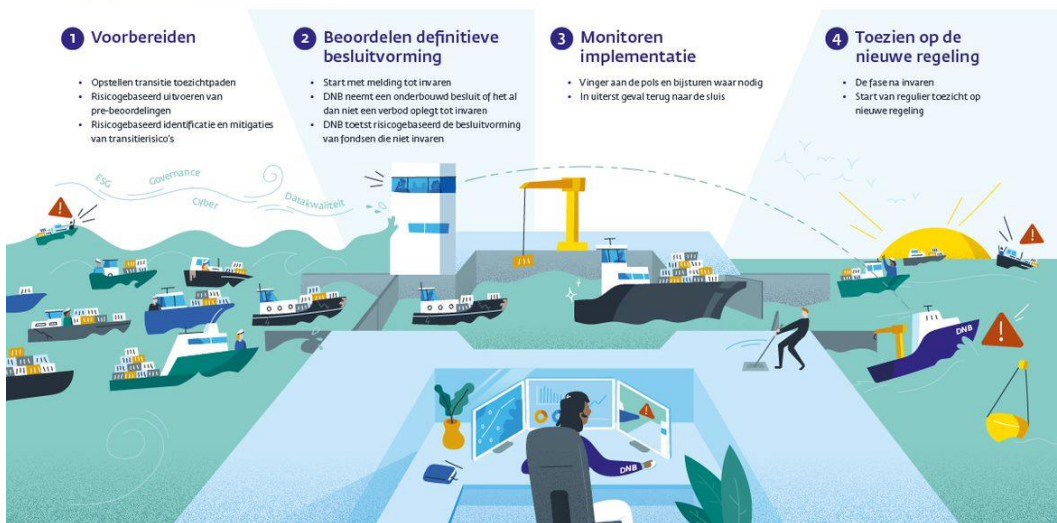 1 Voorbereiden
• Opstellen transitie toezichtpaden
• Risicogebaseerd uitvoeren van
pre-beoordelingen
• Risicogebaseerd identificatie en mitigaties
van transitierisico's
2 Beoordelen definitieve
besluitvorming
• Start met melding tot invaren
• DNB neemt een onderbouwd besluit of het al
dan niet een verbod oplegt tot invaren
• DNB toetst risicogebaseerd de besluitvorming
van fondsen die niet invaren
3 Monitoren
implementatie
• Vinger aan de pols en bijsturen waar nodig
• In uiterst geval terug naar de sluis
4 Toezien op de
nieuwe regeling
• De fase na invaren
• Start van regulier toezicht op
nieuwe regeling
ESG
Governance
Cyber
Datakwaliteit
!
!
DNB
!
!
DNB